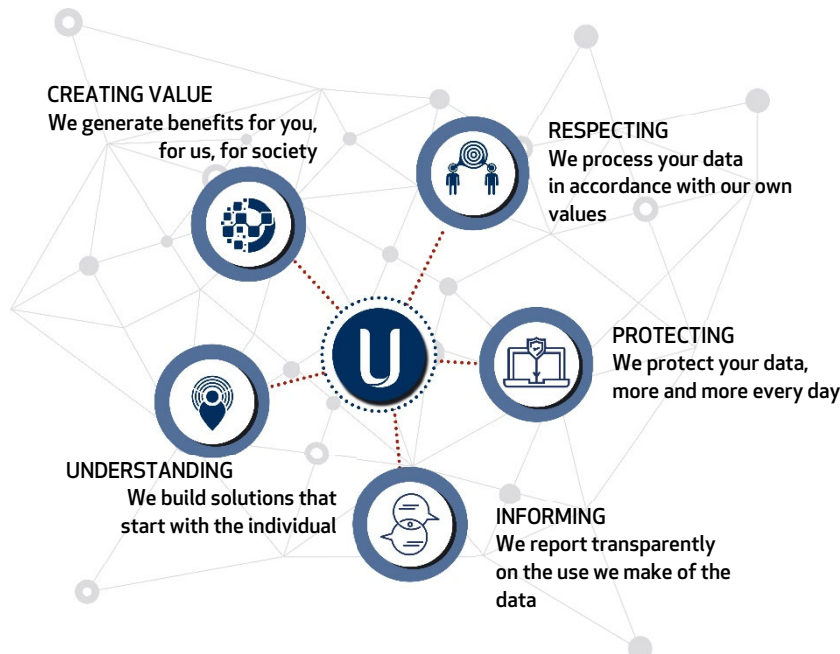 CREATING VALUE
We generate benefits for you,
for us, for society
RESPECTING
We process your data
in accordance with our own
values
U
PROTECTING
We protect your data,
more and more every day
UNDERSTANDING
We build solutions that
start with the individual
INFORMING
We report transparently
on the use we make of the
data